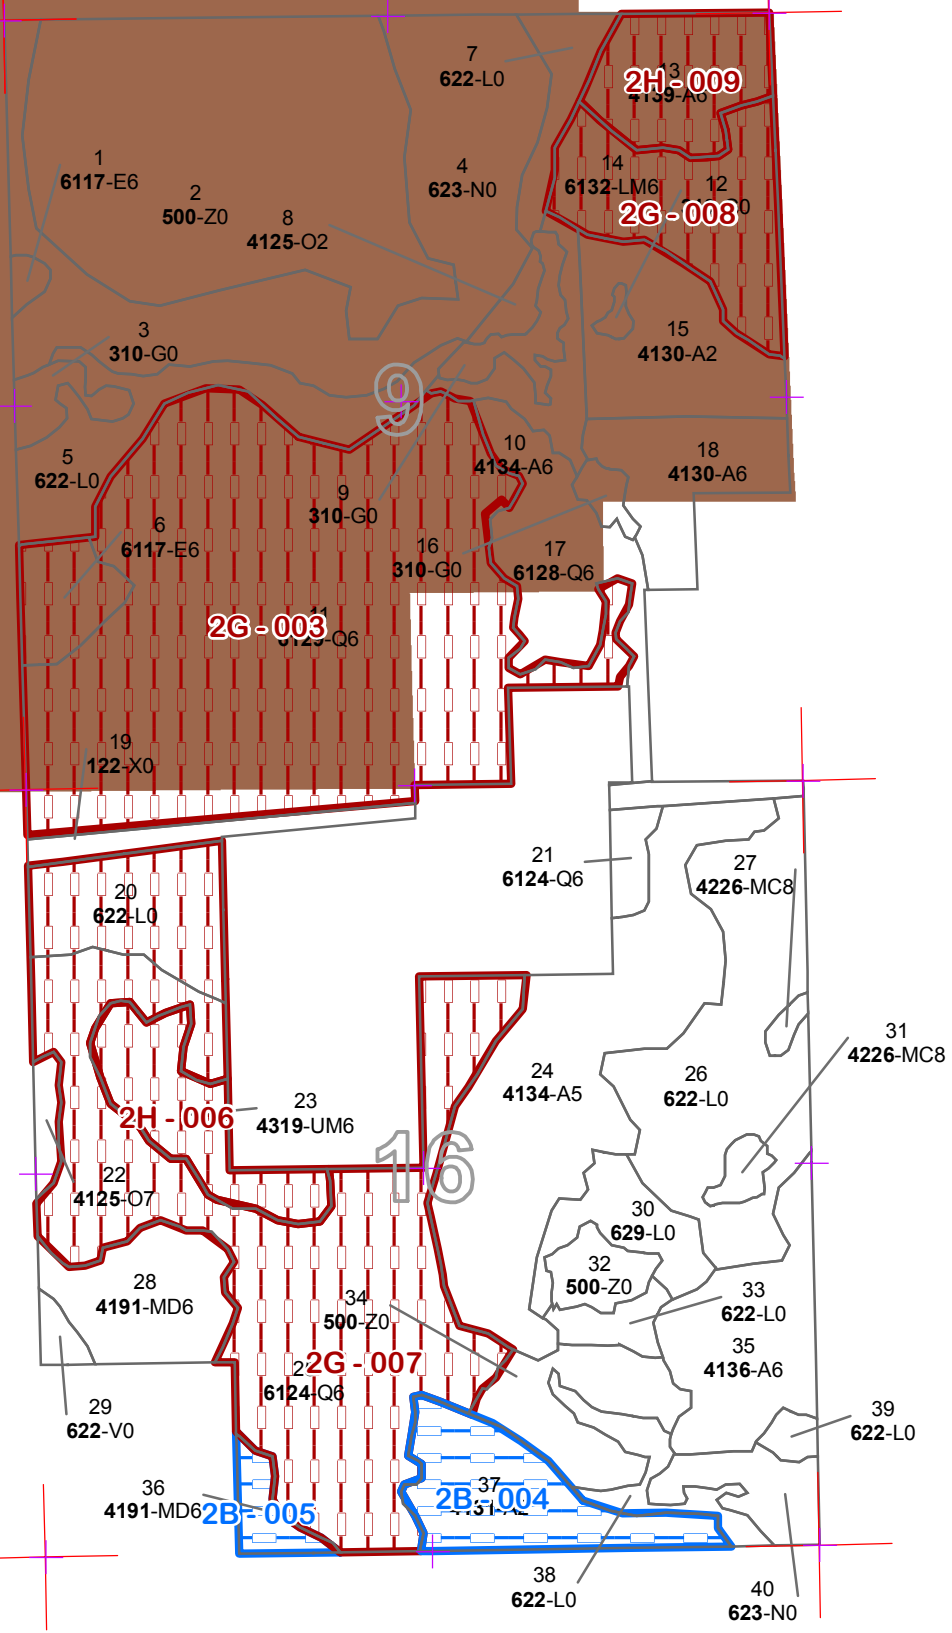 7
622-L0
13
4139-A6
2H - 009
1
6117-E6
2
500-Z0
8
4125-O2
4
623-N0
14
6132-LM6
12
2G - 008
3
310-G0
15
4130-A2
9
5
622-L0
9
310-G0
10
4134-A6
18
4130-A6
6
6117-E6
16
310-G0
17
6128-Q6
2G - 003
11
19
122-X0
20
622-L0
21
6124-Q6
27
4226-MC8
31
4226-MC8
24
4134-A5
26
622-L0
2H - 006
23
4319-UM6
16
22
4125-O7
30
629-L0
32
500-Z0
28
4191-MD6
34
500-Z0
33
622-L0
35
4136-A6
2G - 007
6124-Q6
29
622-V0
39
622-L0
36
4191-MD6
2B - 005
37
2B - 004
38
622-L0
40
623-N0